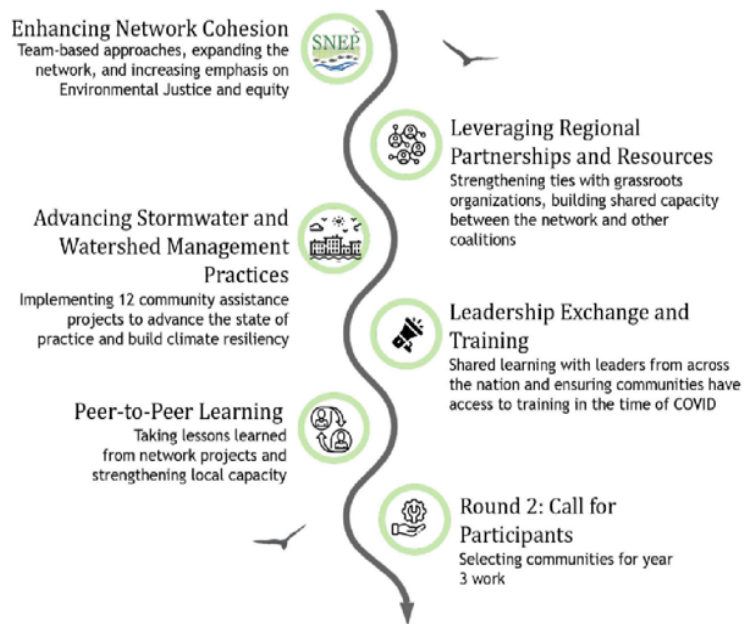 Enhancing Network Cohesion
Team-based approaches, expanding the
network, and increasing emphasis on
Environmental Justice and equity
SNEP
Leveraging Regional
Partnerships and Resources
Strengthening ties with grassroots
organizations, building shared capacity
between the network and other
coalitions
Advancing Stormwater and
Watershed Management
Practices
Implementing 12 community assistance
projects to advance the state of
practice and build climate resiliency
Leadership Exchange and
Training
Shared learning with leaders from across
the nation and ensuring communities have
access to training in the time of COVID
Peer-to-Peer Learning
Taking lessons learned
from network projects and
strengthening local capacity
Round 2: Call for
Participants
Selecting communities for year
3 work